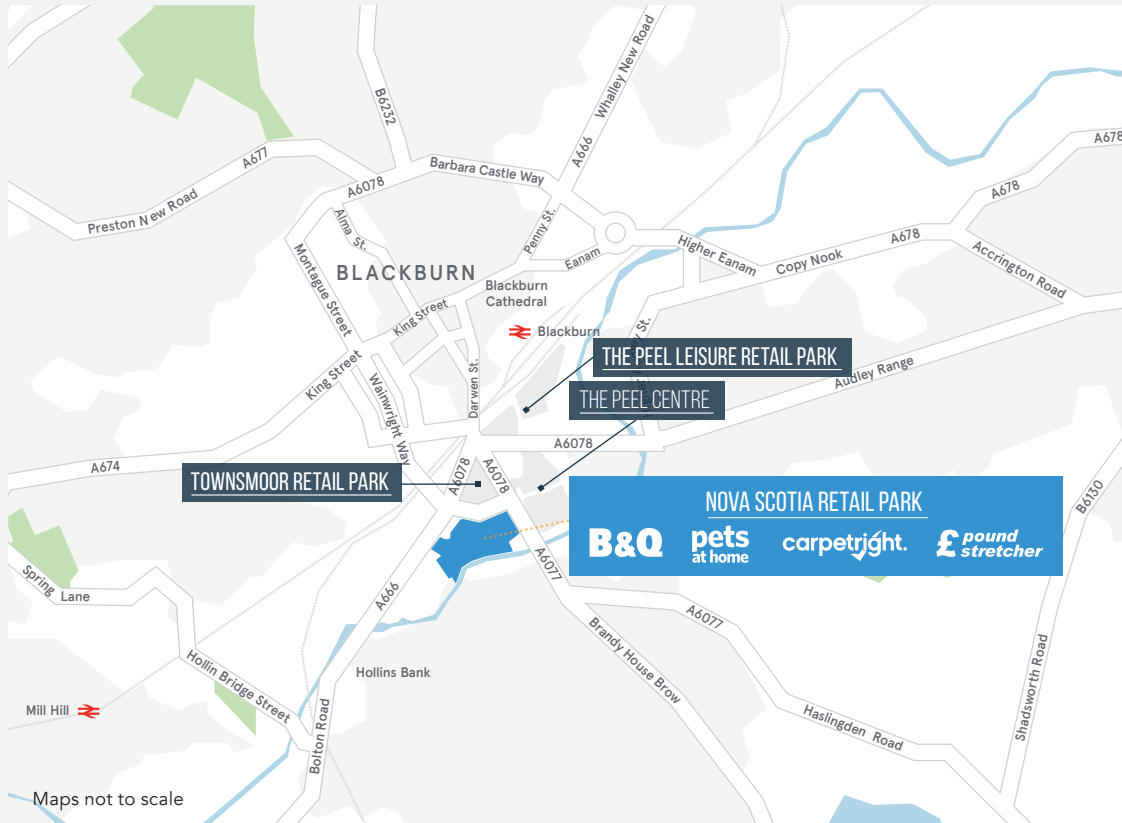 Whalley New Road
B6232
A678
A666
A677
Barbara Castle Way
A6078
A678
Preston New Road
Penny St.
Alma St.
A678
Higher Eanam
Accrington Road
Eanam
Copy Nook
Montague Street
BLACKBURN
Blackburn
Cathedral
King Street
Blackburn
THE PEEL LEISURE RETAIL PARK
King Street
Audley Range
Wainwright Way
Darwen St.
THE PEEL CENTRE
A6078
A674
A6078
A6078
TOWNSMOOR RETAIL PARK
NOVA SCOTIA RETAIL PARK
B&Q
pets
at home
carpetright.
£ pound
stretcher
B6130
A6077
Spring Lane
A666
A6077
Brandy House Brow
Hollins Bank
Hollin Bridge Street
Mill Hill
Shadsworth Road
Haslingden Road
Bolton Road
Maps not to scale